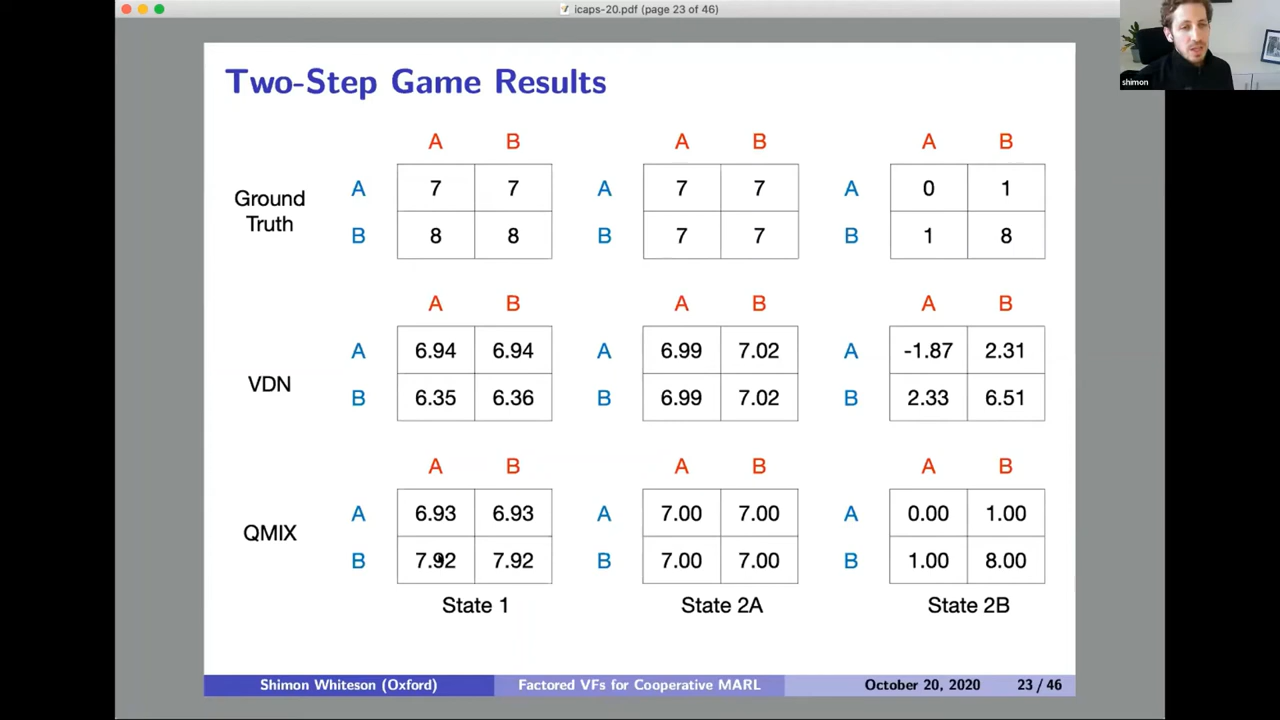 icaps-20.pdf (page 23 of 46)
shimon
Two-Step Game Results
A B A B A B
Ground Truth
A 7 7 A 7 7 A 0 1
B 8 8 B 7 7 B 1 8
A B A B A B
VDN
A 6.94 6.94 A 6.99 7.02 A -1.87 2.31
B 6.35 6.36 B 6.99 7.02 B 2.33 6.51
A B A B A B
QMIX
A 6.93 6.93 A 7.00 7.00 A 0.00 1.00
B 7.92 7.92 B 7.00 7.00 B 1.00 8.00
State 1 State 2A State 2B
Shimon Whiteson (Oxford) Factored VFs for Cooperative MARL October 20, 2020 23 / 46